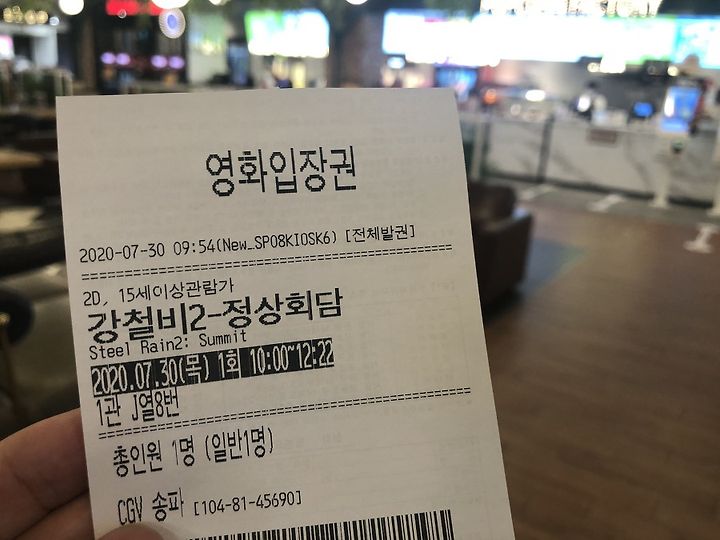 영화입장권
2020-07-30 09:54(New_SP08KIOSK6) [전체발권]
2D, 15세이상관람가
강철비2-정상회담
Steel Rain2: Summit
2020.07.30(목) 1회 10:00~12:22
1관 J열8번
총인원 1명 (일반1명)
CGV 송파 [104-81-45690]